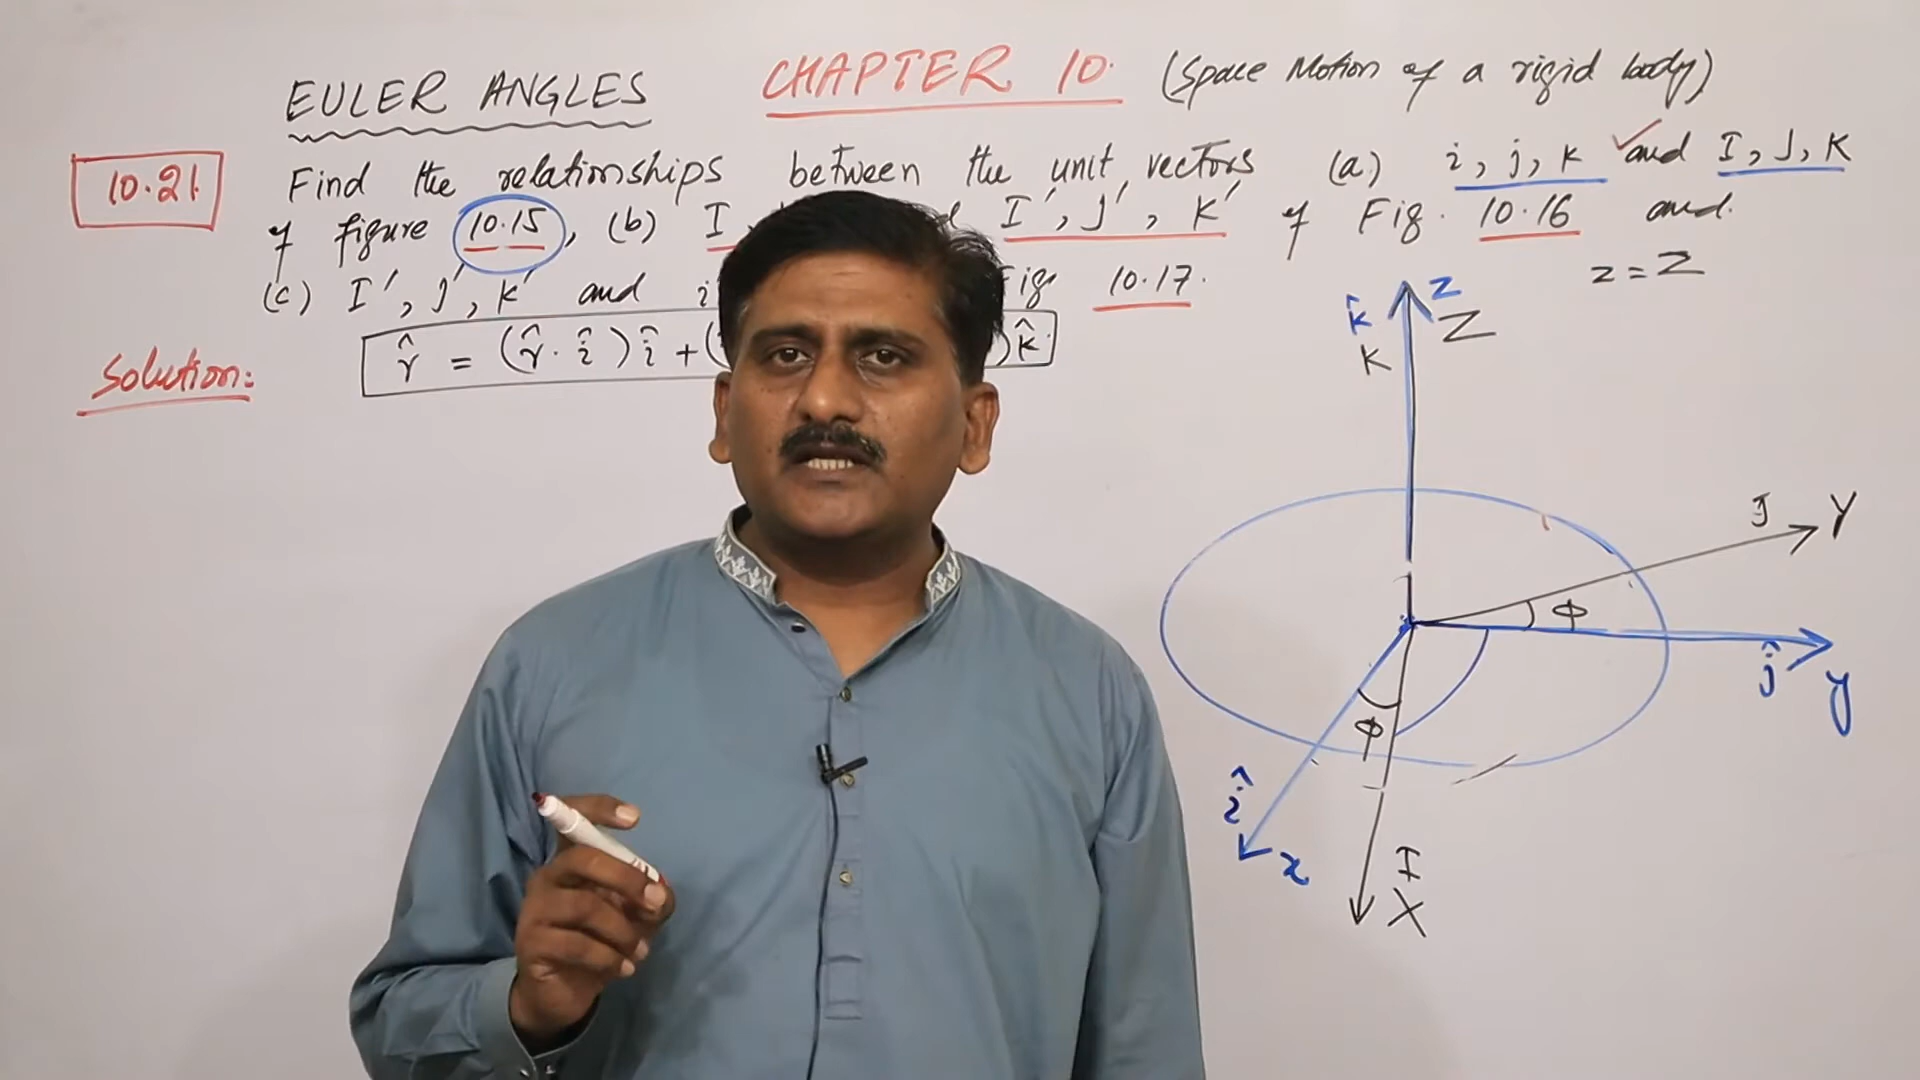 EULER ANGLES CHAPTER 10. (Space Motion of a rigid body)
10.21. Find the relationships between the unit vectors (a.) i, j, k and I, J, K
of figure 10.15, (b) I I', J', K' of Fig. 10.16 and
(c) I', J', K' and i Fig 10.17.
z = Z
Solution: r̂ = (r̂ · î) î + ( ) k̂
k̂ z
K Z
J Y
Φ
ĵ y
Φ
î x
I
X